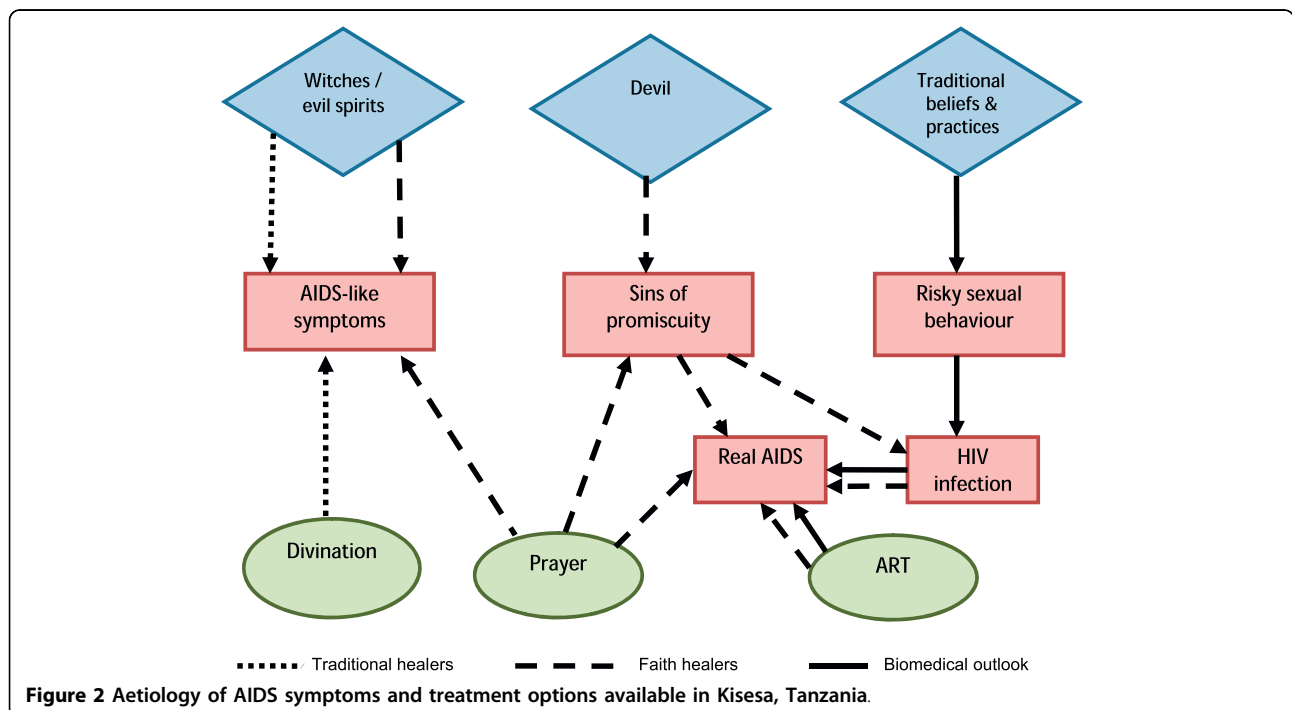 Witches /
evil spirits
Devil
Traditional
beliefs &
practices
AIDS-like
symptoms
Sins of
promiscuity
Risky sexual
behaviour
Real AIDS
HIV
infection
Divination
Prayer
ART
Traditional healers
Faith healers
Biomedical outlook
Figure 2 Aetiology of AIDS symptoms and treatment options available in Kisesa, Tanzania.